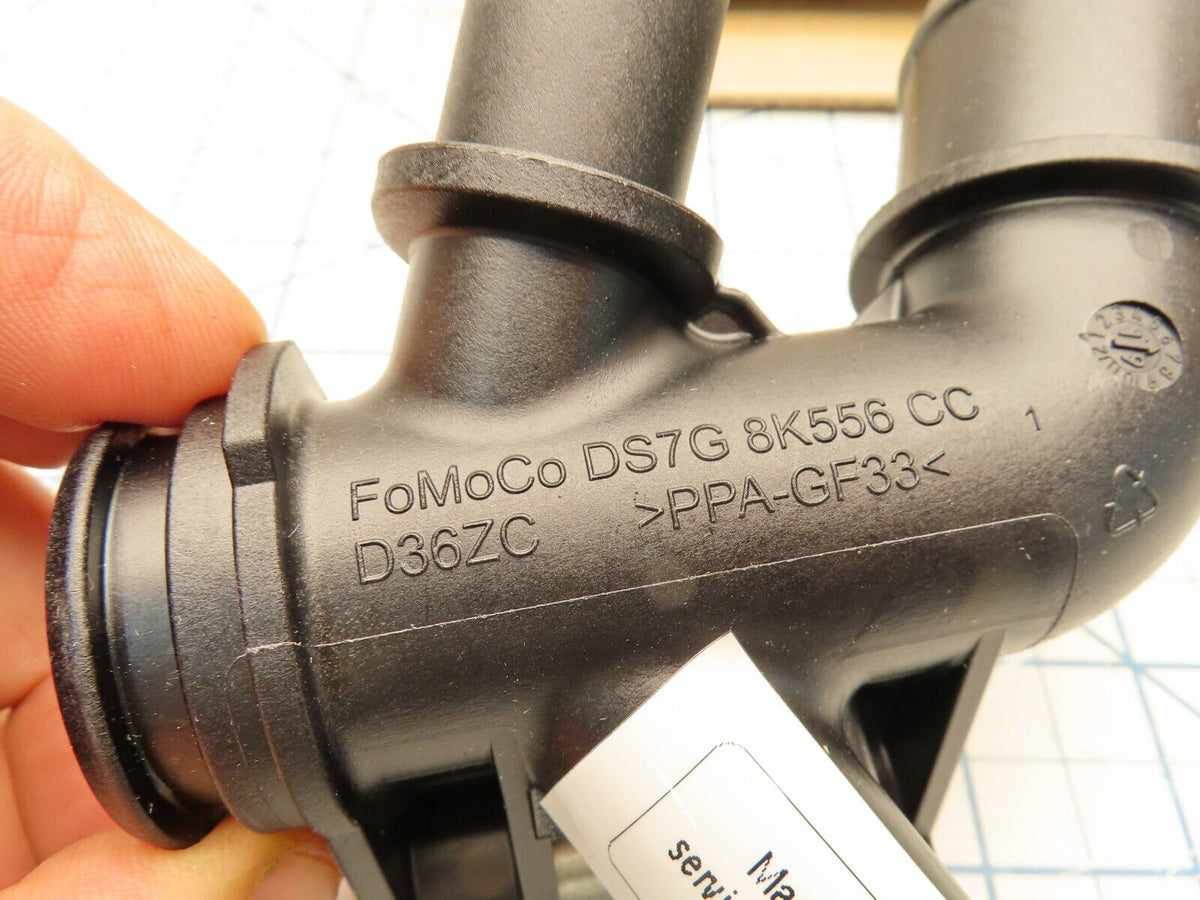 FoMoCo DS7G 8K556 CC 1
D36ZC >PPA-GF33<